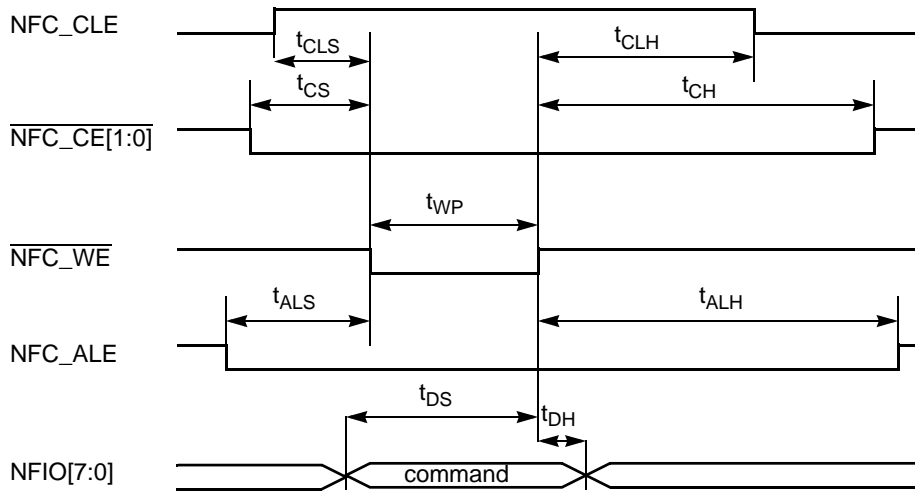 NFC_CLE
tCLS
tCLH
tCS
tCH
NFC_CE[1:0]
tWP
NFC_WE
tALS
tALH
NFC_ALE
tDS
tDH
NFIO[7:0]
command